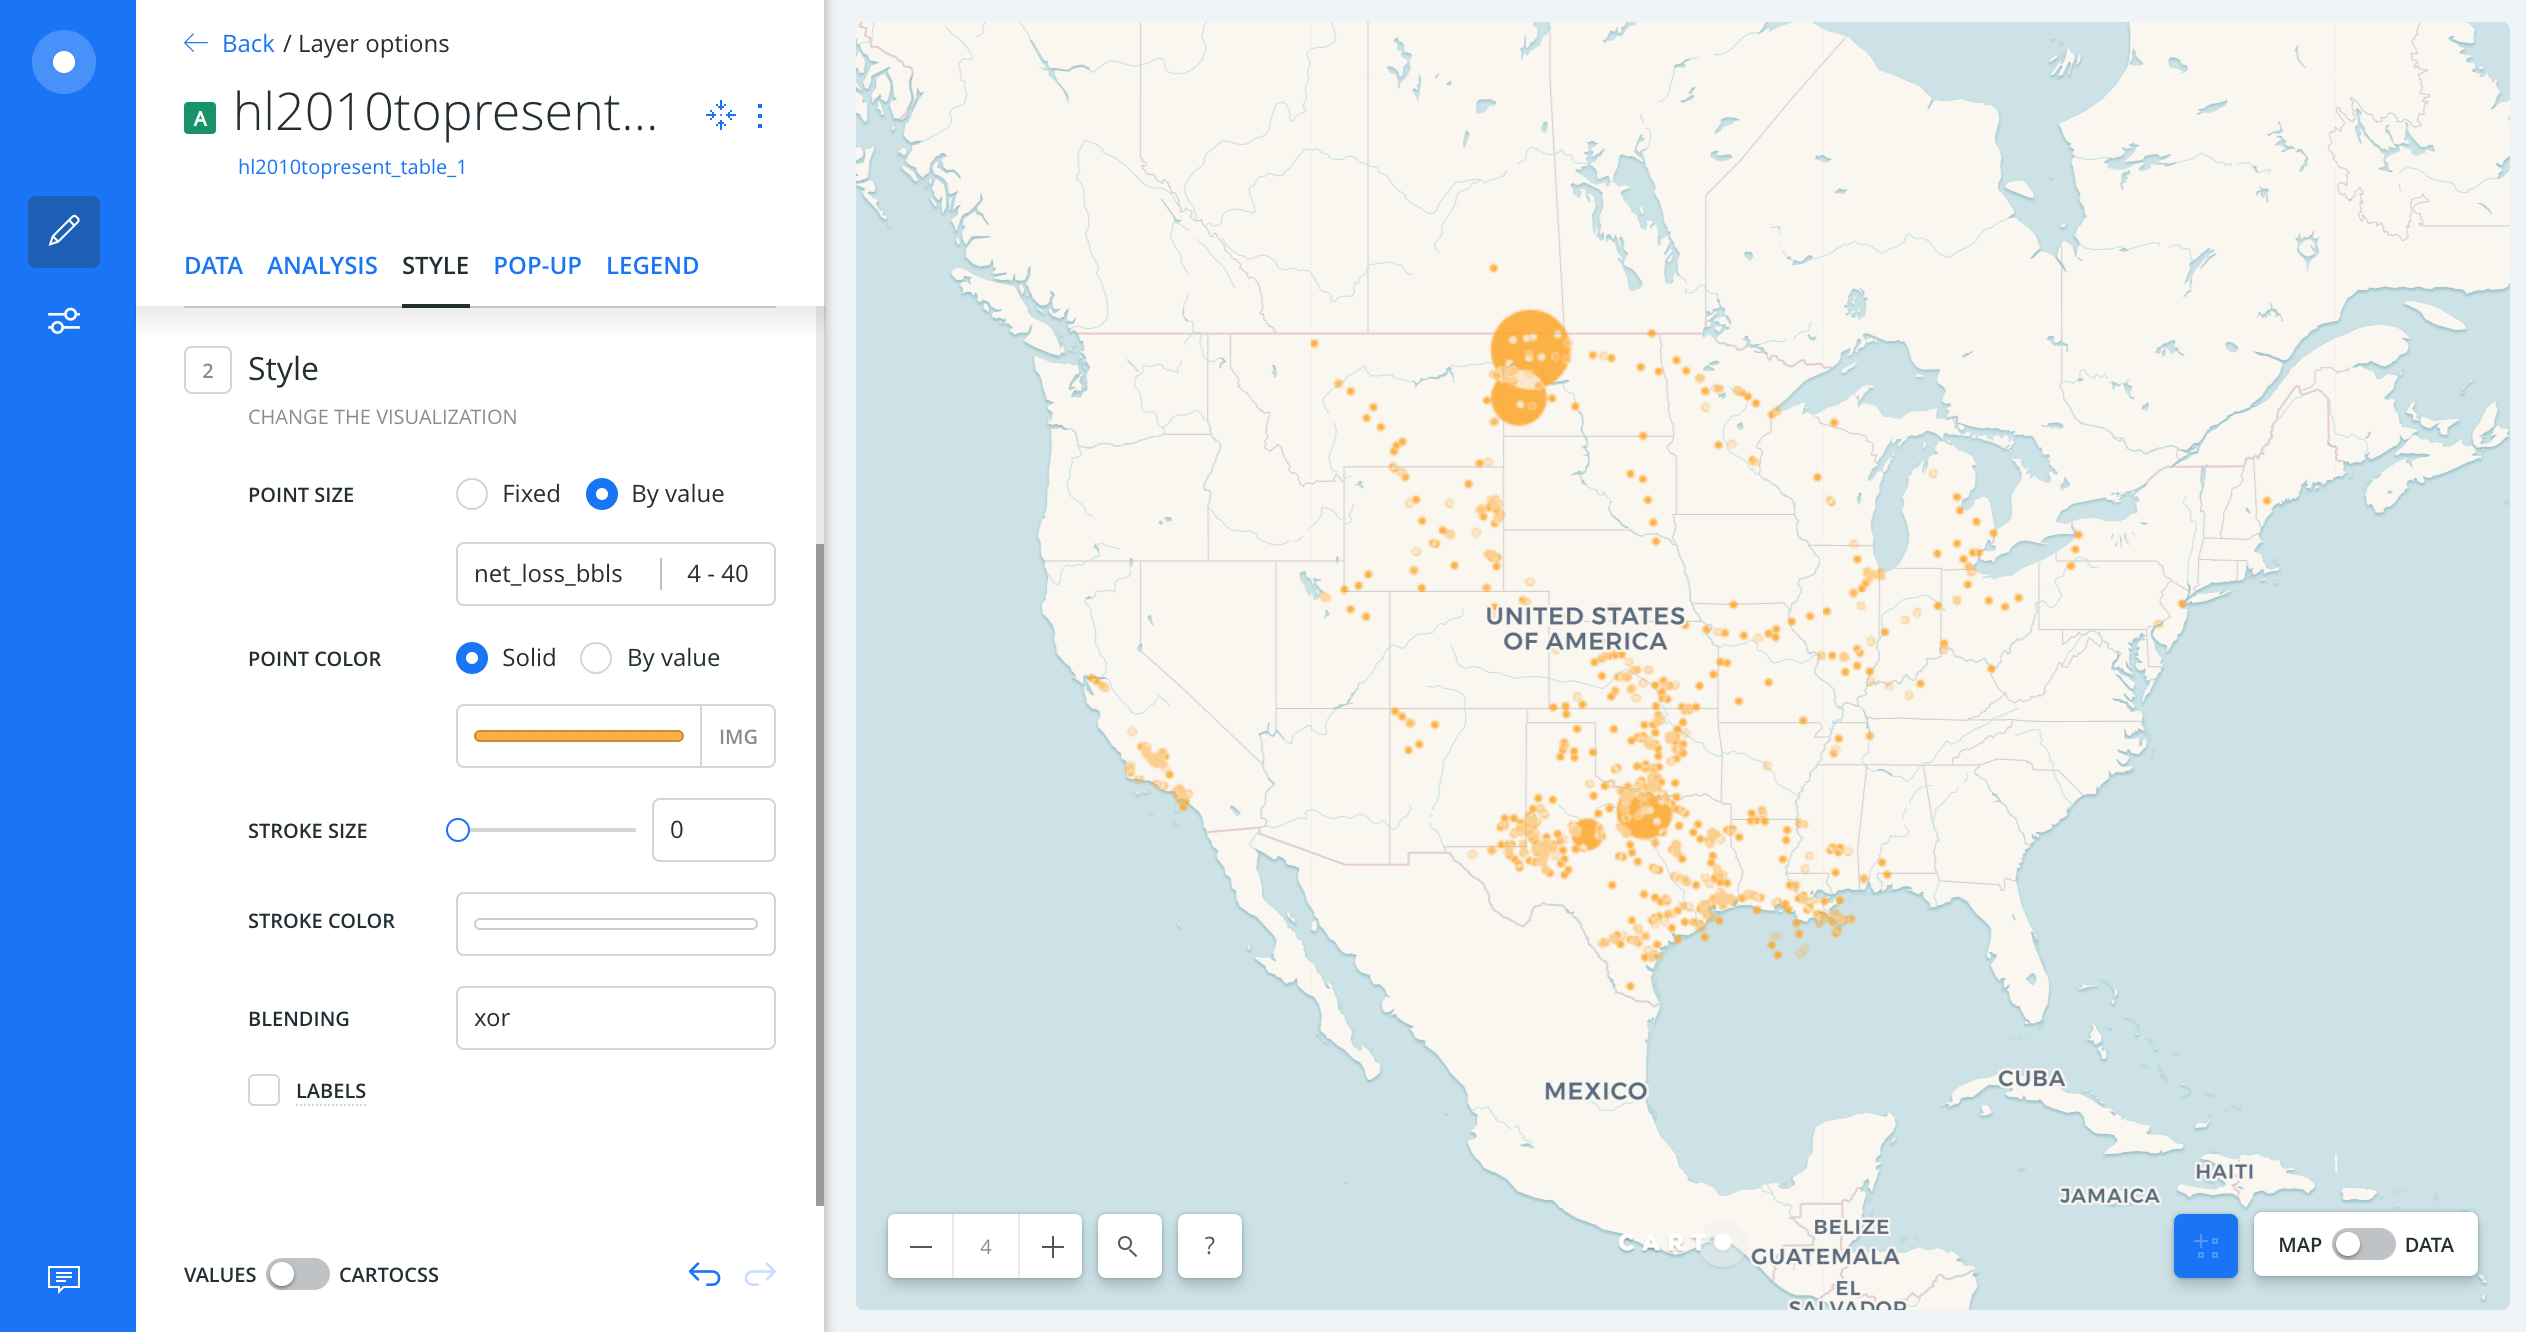 Back / Layer options
A hl2010topresent...
hl2010topresent_table_1
DATA ANALYSIS STYLE POP-UP LEGEND
2 Style
CHANGE THE VISUALIZATION
POINT SIZE Fixed By value
net_loss_bbls 4 - 40
POINT COLOR Solid By value
IMG
STROKE SIZE 0
STROKE COLOR
BLENDING xor
LABELS
VALUES CARTOCSS
UNITED STATES
OF AMERICA
MEXICO
CUBA
HAITI
JAMAICA
BELIZE
GUATEMALA
EL
SALVADOR
CARTO
4
?
MAP DATA